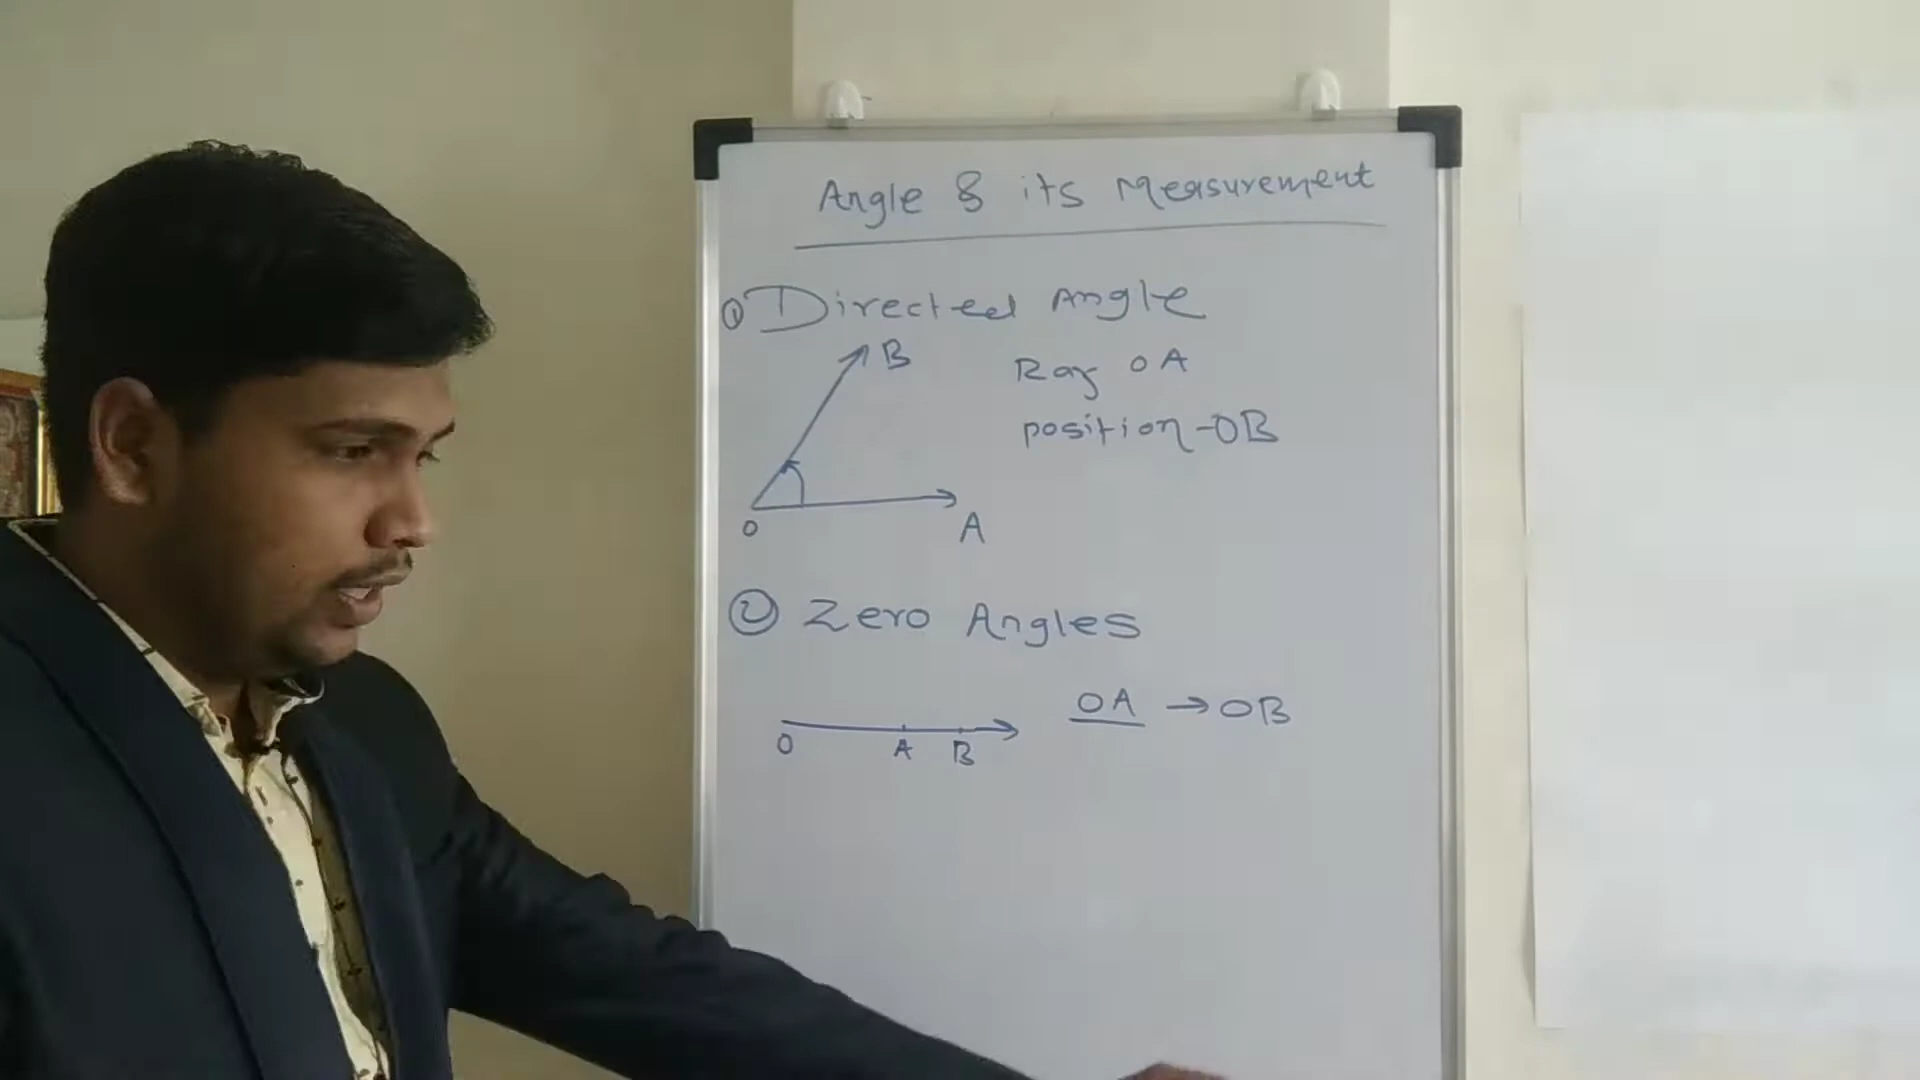 Angle & its Measurement
① Directed Angle
B
Ray OA
position - OB
O
A
② Zero Angles
OA → OB
O A B